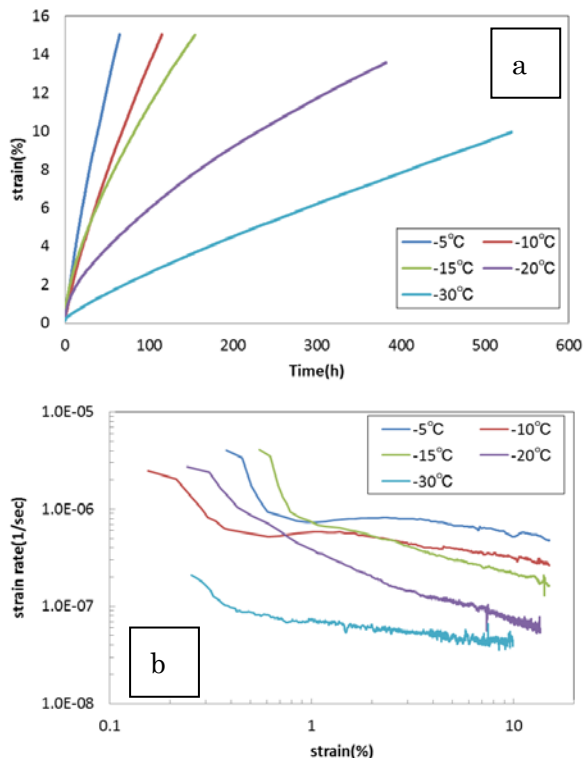 16
14
12
10
8
6
4
2
0
strain(%)
a
-5°C
-10°C
-15°C
-20°C
-30°C
0 100 200 300 400 500 600
Time(h)
1.0E-05
1.0E-06
1.0E-07
1.0E-08
strain rate(1/sec)
-5°C
-10°C
-15°C
-20°C
-30°C
b
0.1 1 10
strain(%)